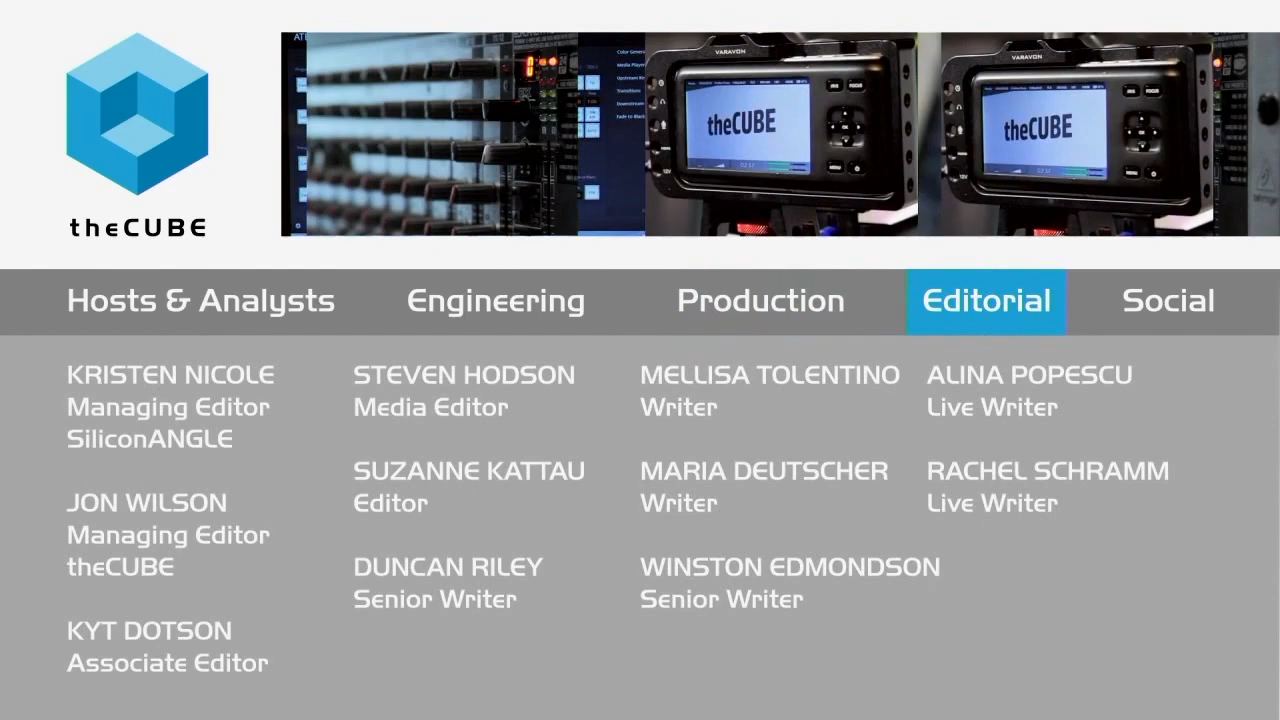 theCUBE
VARAVON
theCUBE
VARAVON
theCUBE
Hosts & Analysts
Engineering
Production
Editorial
Social
KRISTEN NICOLE
Managing Editor
SiliconANGLE
JON WILSON
Managing Editor
theCUBE
KYT DOTSON
Associate Editor
STEVEN HODSON
Media Editor
SUZANNE KATTAU
Editor
DUNCAN RILEY
Senior Writer
MELLISA TOLENTINO
Writer
MARIA DEUTSCHER
Writer
WINSTON EDMONDSON
Senior Writer
ALINA POPESCU
Live Writer
RACHEL SCHRAMM
Live Writer